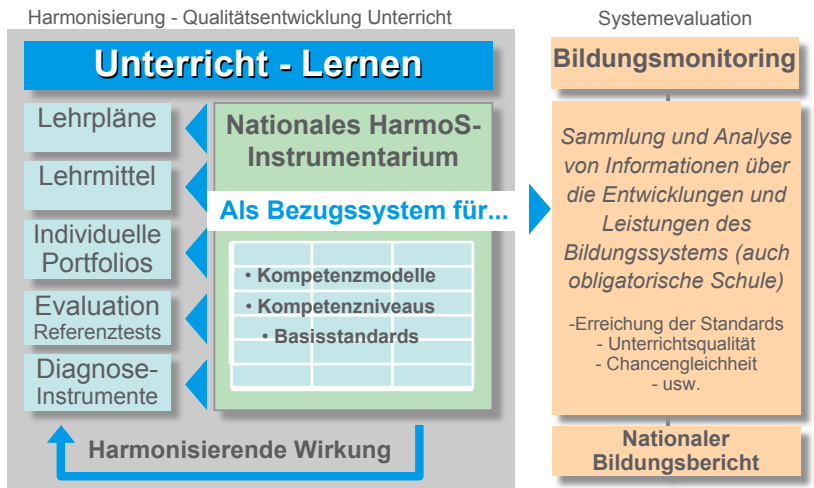 Harmonisierung - Qualitätsentwicklung Unterricht
Unterricht - Lernen
Lehrpläne
Lehrmittel
Individuelle
Portfolios
Evaluation
Referenztests
Diagnose-
Instrumente
Nationales HarmoS-
Instrumentarium
Als Bezugssystem für...
• Kompetenzmodelle
• Kompetenzniveaus
• Basisstandards
Harmonisierende Wirkung
Systemevaluation
Bildungsmonitoring
Sammlung und Analyse
von Informationen über
die Entwicklungen und
Leistungen des
Bildungssystems (auch
obligatorische Schule)
-Erreichung der Standards
- Unterrichtsqualität
- Chancengleichheit
- usw.
Nationaler
Bildungsbericht